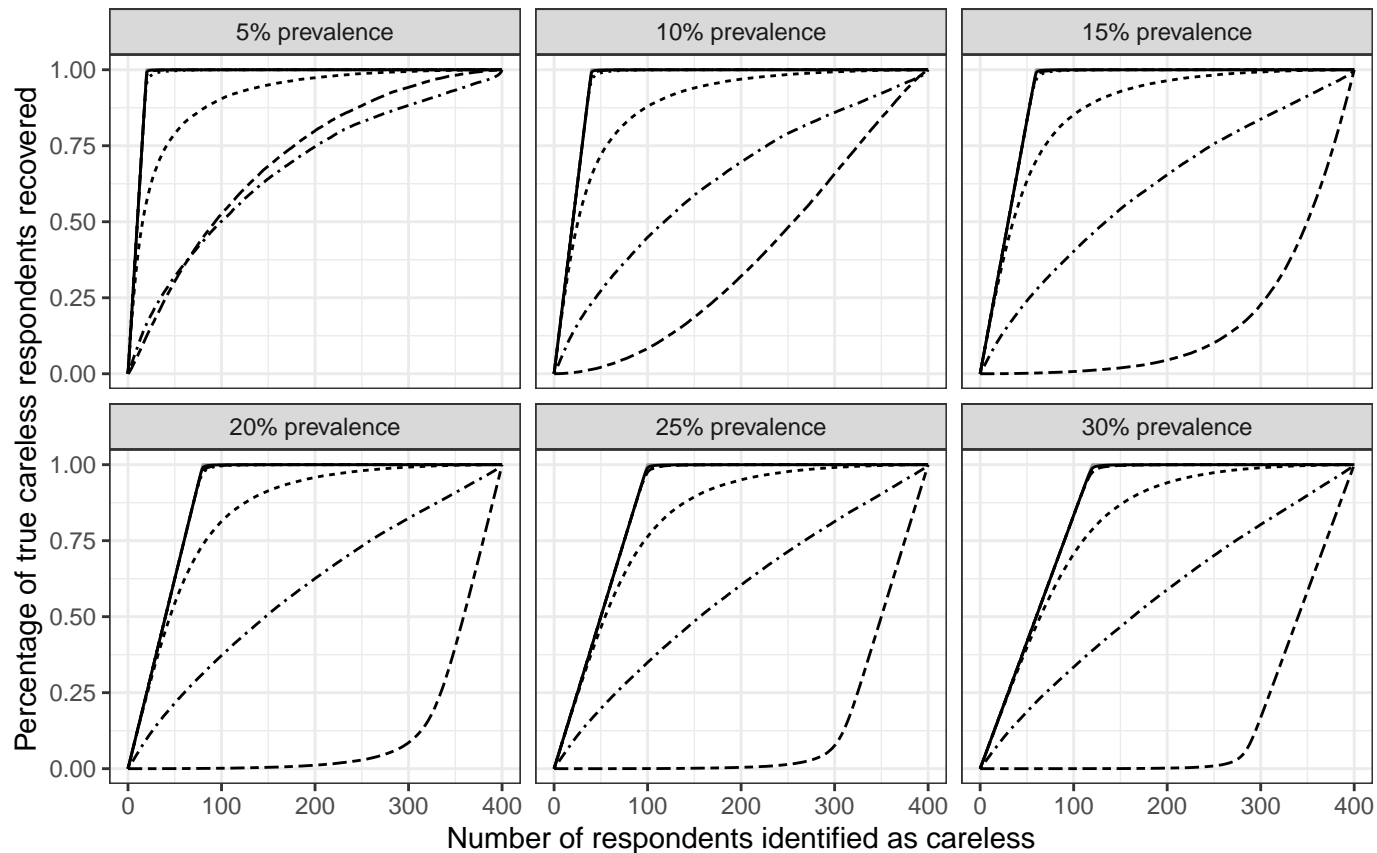 5% prevalence
10% prevalence
15% prevalence
1.00
0.75
0.50
0.25
0.00
20% prevalence
25% prevalence
30% prevalence
1.00
0.75
0.50
0.25
0.00
0 100 200 300 400
0 100 200 300 400
0 100 200 300 400
Number of respondents identified as careless
Percentage of true careless respondents recovered